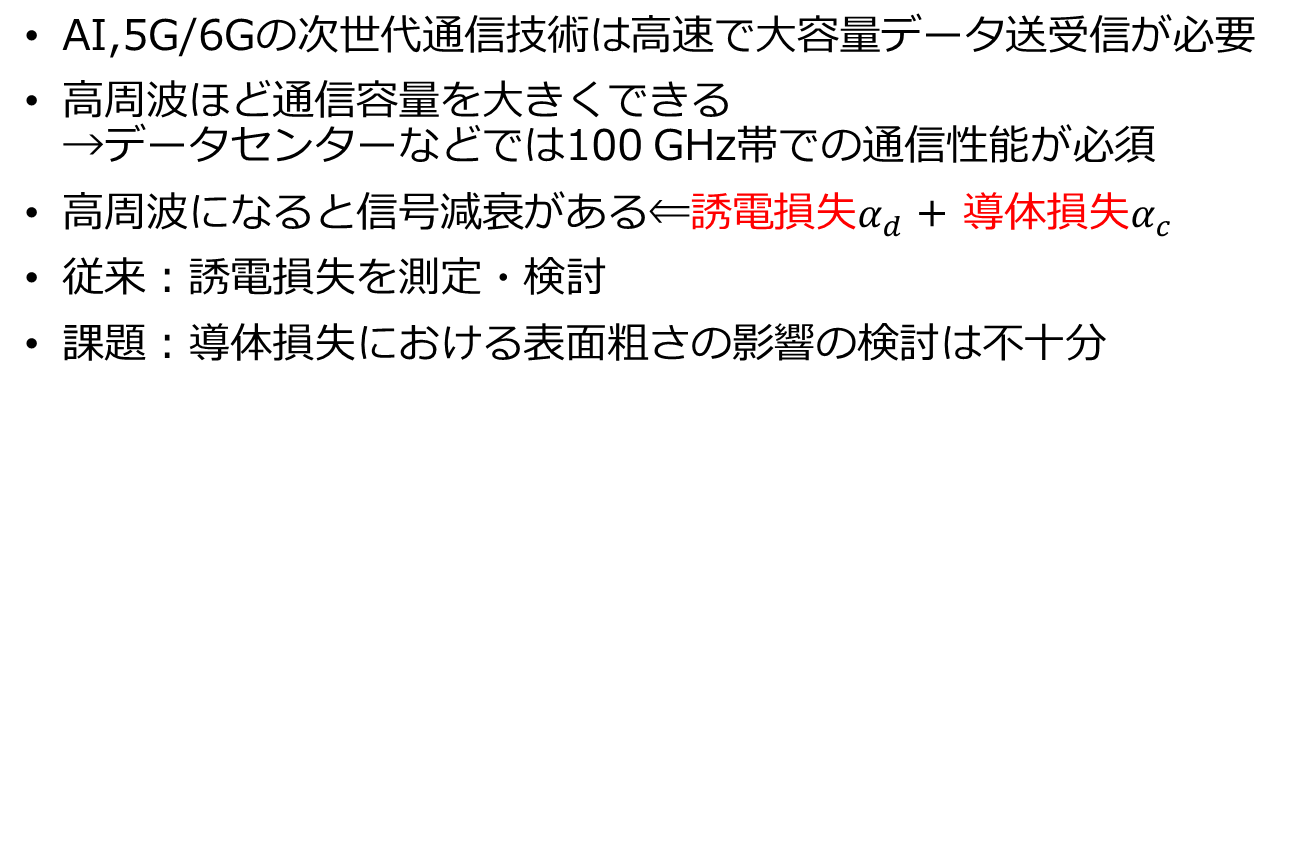 • AI,5G/6Gの次世代通信技術は高速で大容量データ送受信が必要
• 高周波ほど通信容量を大きくできる
→データセンターなどでは100 GHz帯での通信性能が必須
• 高周波になると信号減衰がある⇐誘電損失𝛼𝑑 + 導体損失𝛼𝑐
• 従来：誘電損失を測定・検討
• 課題：導体損失における表面粗さの影響の検討は不十分